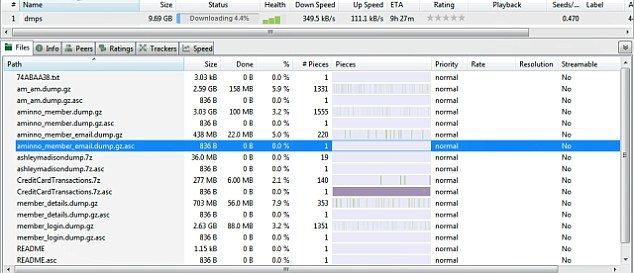 # Name Size Status Health Down Speed Up Speed ETA Rating Playback Seeds/... Label
1 dmps 9.69 GB Downloading 4.4% 349.5 kB/s 111.1 kB/s 9h 27m 0.470
Files Info Peers Ratings Trackers Speed
Path Size Done % # Pieces Pieces Priority Rate Resolution Streamable
74ABAA38.txt 3.03 kB 0 B 0.0 % 1 normal No
am_am.dump.gz 2.59 GB 158 MB 5.9 % 1331 normal No
am_am.dump.gz.asc 836 B 0 B 0.0 % 1 normal No
aminno_member.dump.gz 3.03 GB 100 MB 3.2 % 1555 normal No
aminno_member.dump.gz.asc 836 B 0 B 0.0 % 1 normal No
aminno_member_email.dump.gz 438 MB 22.0 MB 5.0 % 220 normal No
aminno_member_email.dump.gz.asc 836 B 0 B 0.0 % 1 normal No
ashleymadisondump.7z 36.0 MB 0 B 0.0 % 19 normal No
ashleymadisondump.7z.asc 836 B 0 B 0.0 % 1 normal No
CreditCardTransactions.7z 277 MB 6.00 MB 2.1 % 140 normal No
CreditCardTransactions.7z.asc 836 B 0 B 0.0 % 1 normal No
member_details.dump.gz 703 MB 56.0 MB 7.9 % 353 normal No
member_details.dump.gz.asc 836 B 0 B 0.0 % 1 normal No
member_login.dump.gz 2.63 GB 88.0 MB 3.2 % 1351 normal No
member_login.dump.gz.asc 836 B 0 B 0.0 % 1 normal No
README 1.15 kB 0 B 0.0 % 1 normal No
README.asc 836 B 0 B 0.0 % 1 normal No